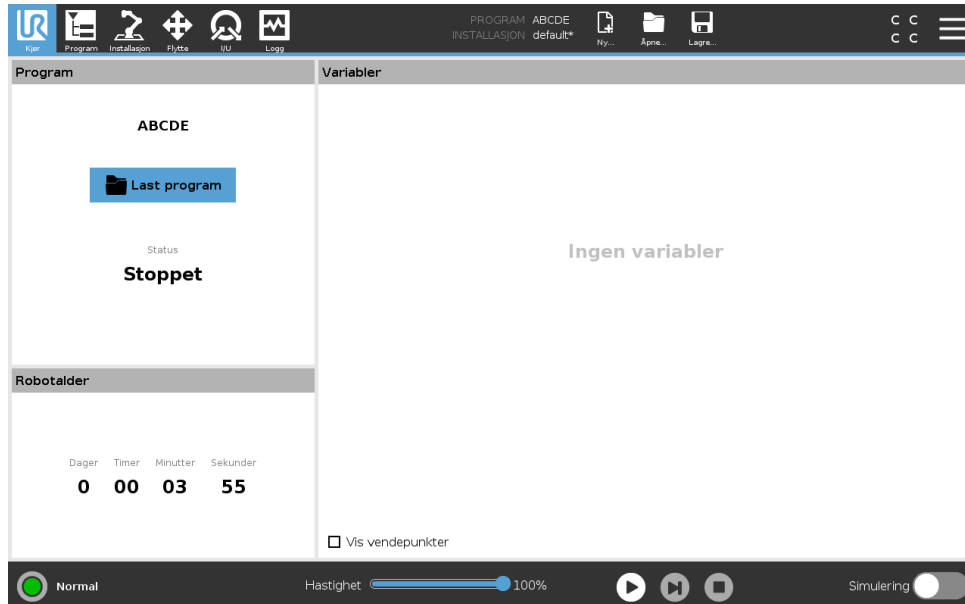 PROGRAM ABCDE
INSTALLASJON default*
Kjør Program Installasjon Flytte I/U Logg
Ny... Åpne... Lagre...
C C
C C
Program
Variabler
ABCDE
Last program
Status
Stoppet
Ingen variabler
Robotalder
Dager Timer Minutter Sekunder
0 00 03 55
Vis vendepunkter
Normal
Hastighet 100%
Simulering